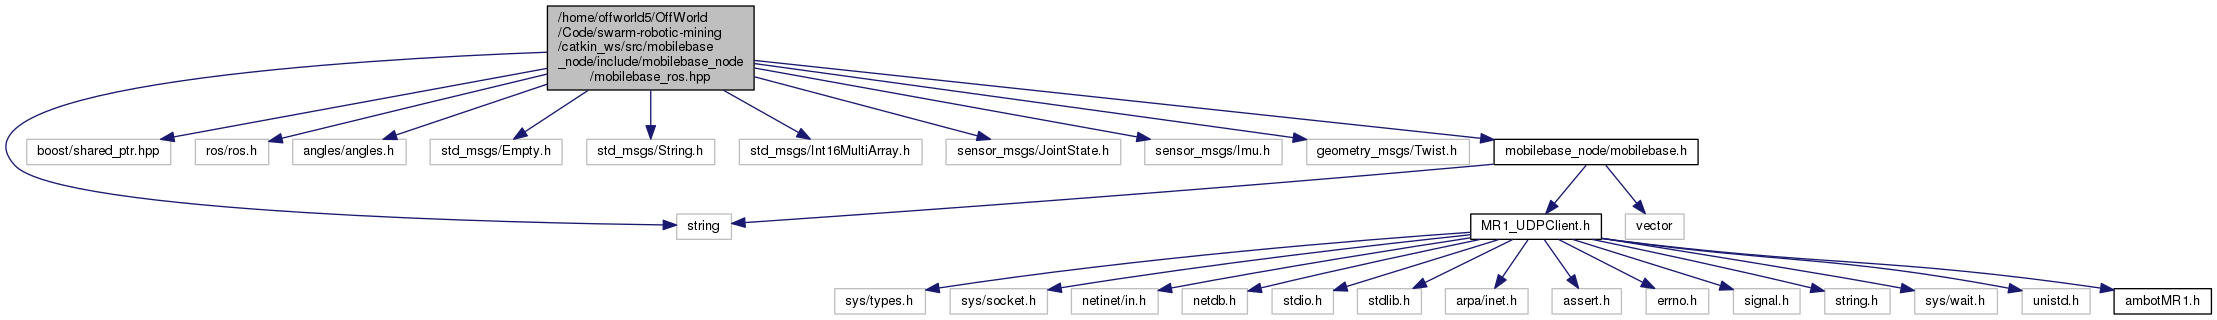 /home/offworld5/OffWorld
/Code/swarm-robotic-mining
/catkin_ws/src/mobilebase
_node/include/mobilebase_node
/mobilebase_ros.hpp
boost/shared_ptr.hpp
ros/ros.h
angles/angles.h
std_msgs/Empty.h
std_msgs/String.h
std_msgs/Int16MultiArray.h
sensor_msgs/JointState.h
sensor_msgs/Imu.h
geometry_msgs/Twist.h
mobilebase_node/mobilebase.h
string
MR1_UDPClient.h
vector
sys/types.h
sys/socket.h
netinet/in.h
netdb.h
stdio.h
stdlib.h
arpa/inet.h
assert.h
errno.h
signal.h
string.h
sys/wait.h
unistd.h
ambotMR1.h